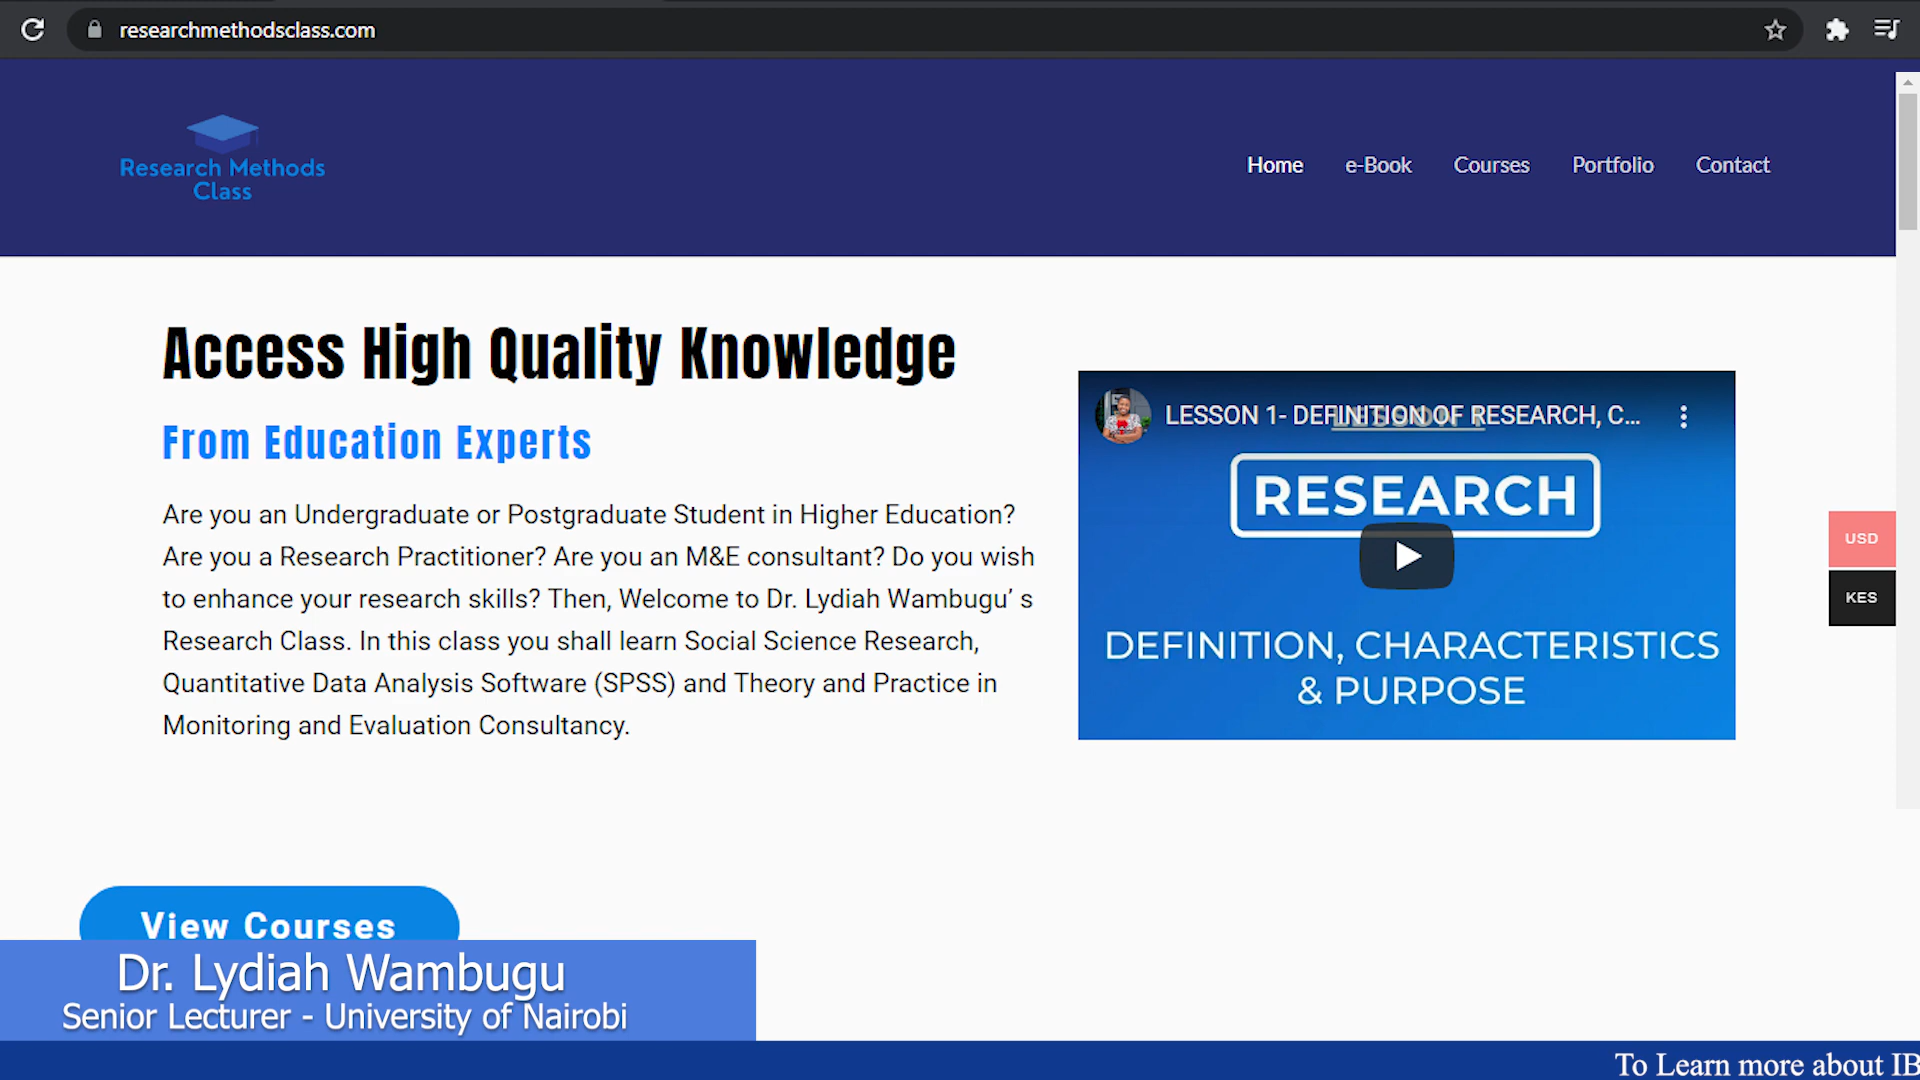 researchmethodsclass.com
Research Methods
Class
Home e-Book Courses Portfolio Contact
Access High Quality Knowledge
From Education Experts
Are you an Undergraduate or Postgraduate Student in Higher Education?
Are you a Research Practitioner? Are you an M&E consultant? Do you wish
to enhance your research skills? Then, Welcome to Dr. Lydiah Wambugu’ s
Research Class. In this class you shall learn Social Science Research,
Quantitative Data Analysis Software (SPSS) and Theory and Practice in
Monitoring and Evaluation Consultancy.
LESSON 1- DEFINITION OF RESEARCH, C...
LESSON 1
RESEARCH
DEFINITION, CHARACTERISTICS
& PURPOSE
USD
KES
View Courses
Dr. Lydiah Wambugu
Senior Lecturer - University of Nairobi
To Learn more about IB